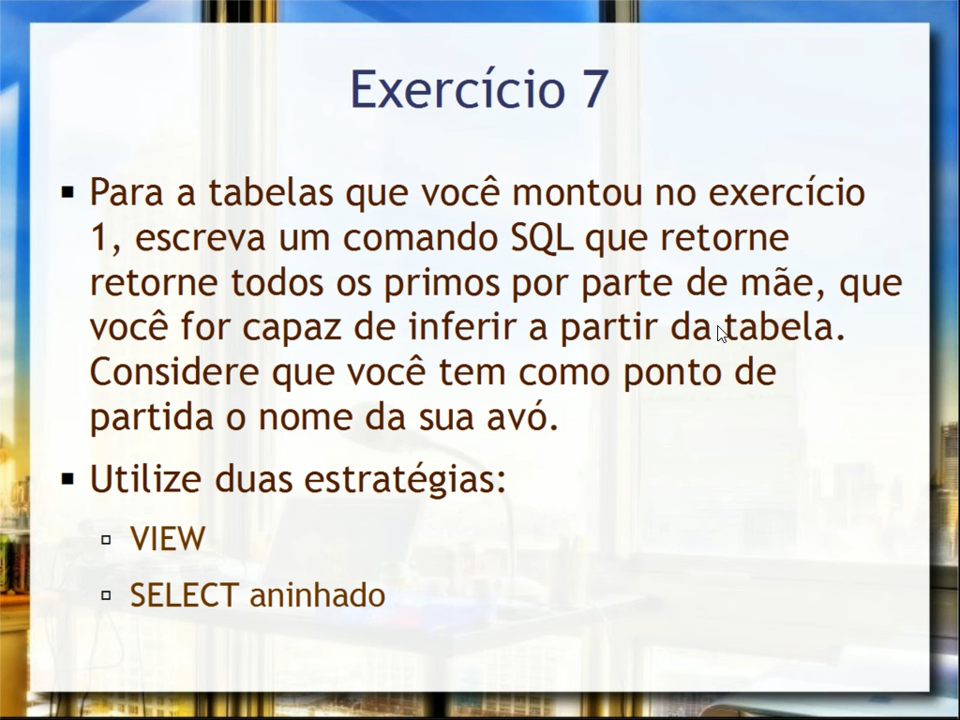 Exercício 7
Para a tabelas que você montou no exercício
1, escreva um comando SQL que retorne
retorne todos os primos por parte de mãe, que
você for capaz de inferir a partir da tabela.
Considere que você tem como ponto de
partida o nome da sua avó.
Utilize duas estratégias:
VIEW
SELECT aninhado